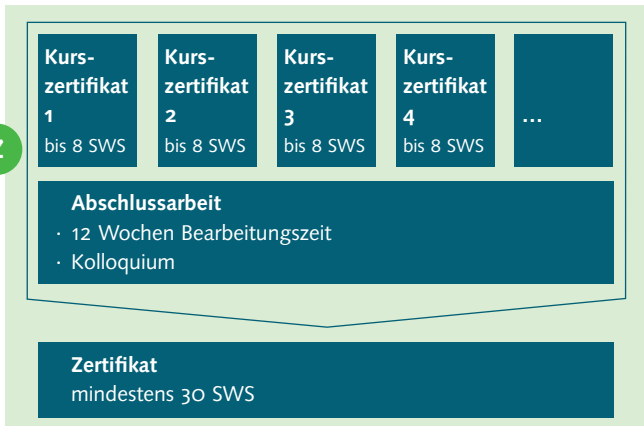 Kurs-
zertifikat
1
bis 8 SWS
Kurs-
zertifikat
2
bis 8 SWS
Kurs-
zertifikat
3
bis 8 SWS
Kurs-
zertifikat
4
bis 8 SWS
...
Abschlussarbeit
· 12 Wochen Bearbeitungszeit
· Kolloquium
Zertifikat
mindestens 30 SWS